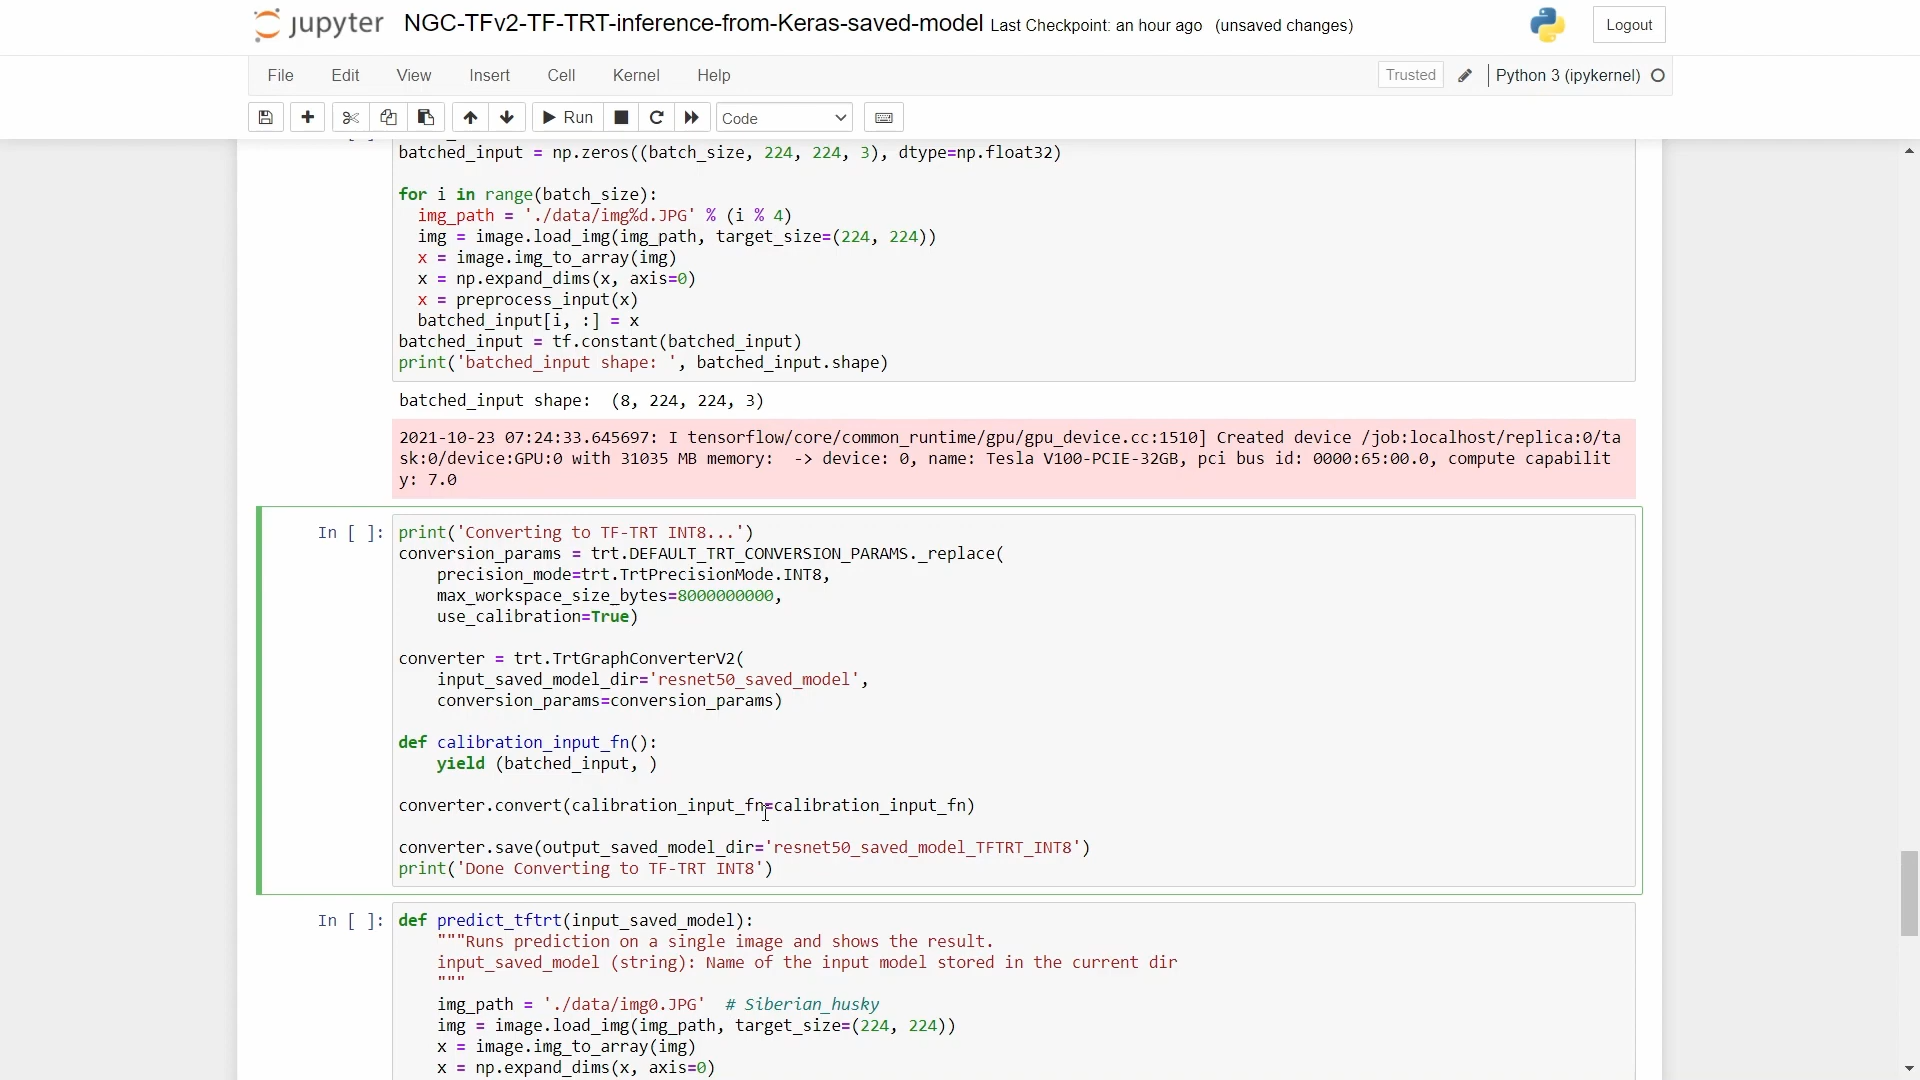 jupyter NGC-TFv2-TF-TRT-inference-from-Keras-saved-model Last Checkpoint: an hour ago (unsaved changes) Logout
File Edit View Insert Cell Kernel Help Trusted Python 3 (ipykernel)
Run Code
batched_input = np.zeros((batch_size, 224, 224, 3), dtype=np.float32)
for i in range(batch_size):
  img_path = './data/img%d.JPG' % (i % 4)
  img = image.load_img(img_path, target_size=(224, 224))
  x = image.img_to_array(img)
  x = np.expand_dims(x, axis=0)
  x = preprocess_input(x)
  batched_input[i, :] = x
batched_input = tf.constant(batched_input)
print('batched_input shape: ', batched_input.shape)
batched_input shape:  (8, 224, 224, 3)
2021-10-23 07:24:33.645697: I tensorflow/core/common_runtime/gpu/gpu_device.cc:1510] Created device /job:localhost/replica:0/ta
sk:0/device:GPU:0 with 31035 MB memory:  -> device: 0, name: Tesla V100-PCIE-32GB, pci bus id: 0000:65:00.0, compute capabilit
y: 7.0
In [ ]: print('Converting to TF-TRT INT8...')
conversion_params = trt.DEFAULT_TRT_CONVERSION_PARAMS._replace(
    precision_mode=trt.TrtPrecisionMode.INT8,
    max_workspace_size_bytes=8000000000,
    use_calibration=True)
converter = trt.TrtGraphConverterV2(
    input_saved_model_dir='resnet50_saved_model',
    conversion_params=conversion_params)
def calibration_input_fn():
    yield (batched_input, )
converter.convert(calibration_input_fn=calibration_input_fn)
converter.save(output_saved_model_dir='resnet50_saved_model_TFTRT_INT8')
print('Done Converting to TF-TRT INT8')
In [ ]: def predict_tftrt(input_saved_model):
    """Runs prediction on a single image and shows the result.
    input_saved_model (string): Name of the input model stored in the current dir
    """
    img_path = './data/img0.JPG'  # Siberian_husky
    img = image.load_img(img_path, target_size=(224, 224))
    x = image.img_to_array(img)
    x = np.expand_dims(x, axis=0)